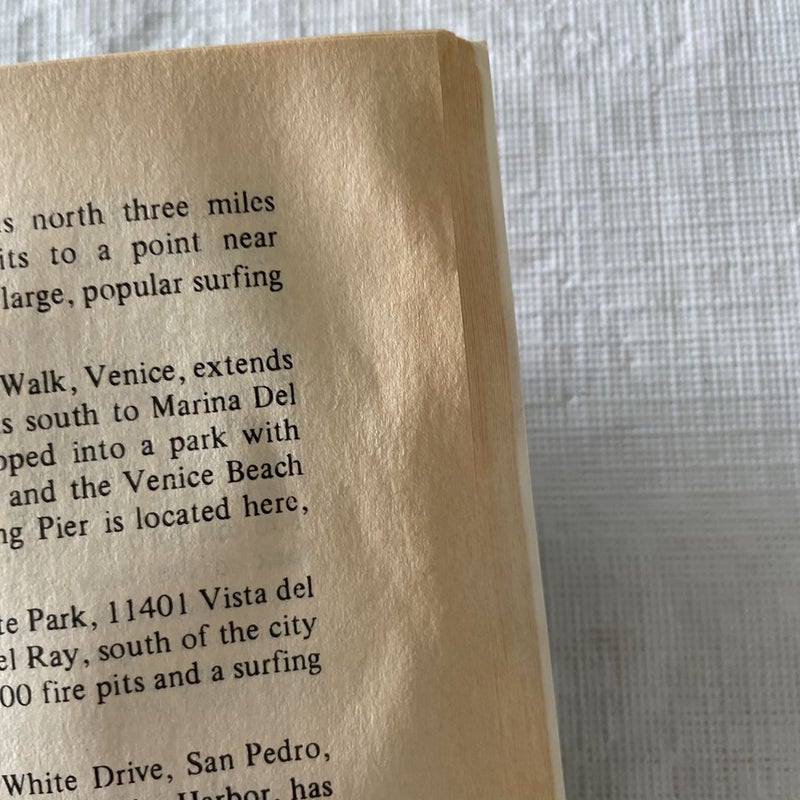 s north three miles
its to a point near
large, popular surfing
Walk, Venice, extends
s south to Marina Del
oped into a park with
and the Venice Beach
ng Pier is located here,
te Park, 11401 Vista del
el Ray, south of the city
00 fire pits and a surfing
White Drive, San Pedro,
Harbor, has